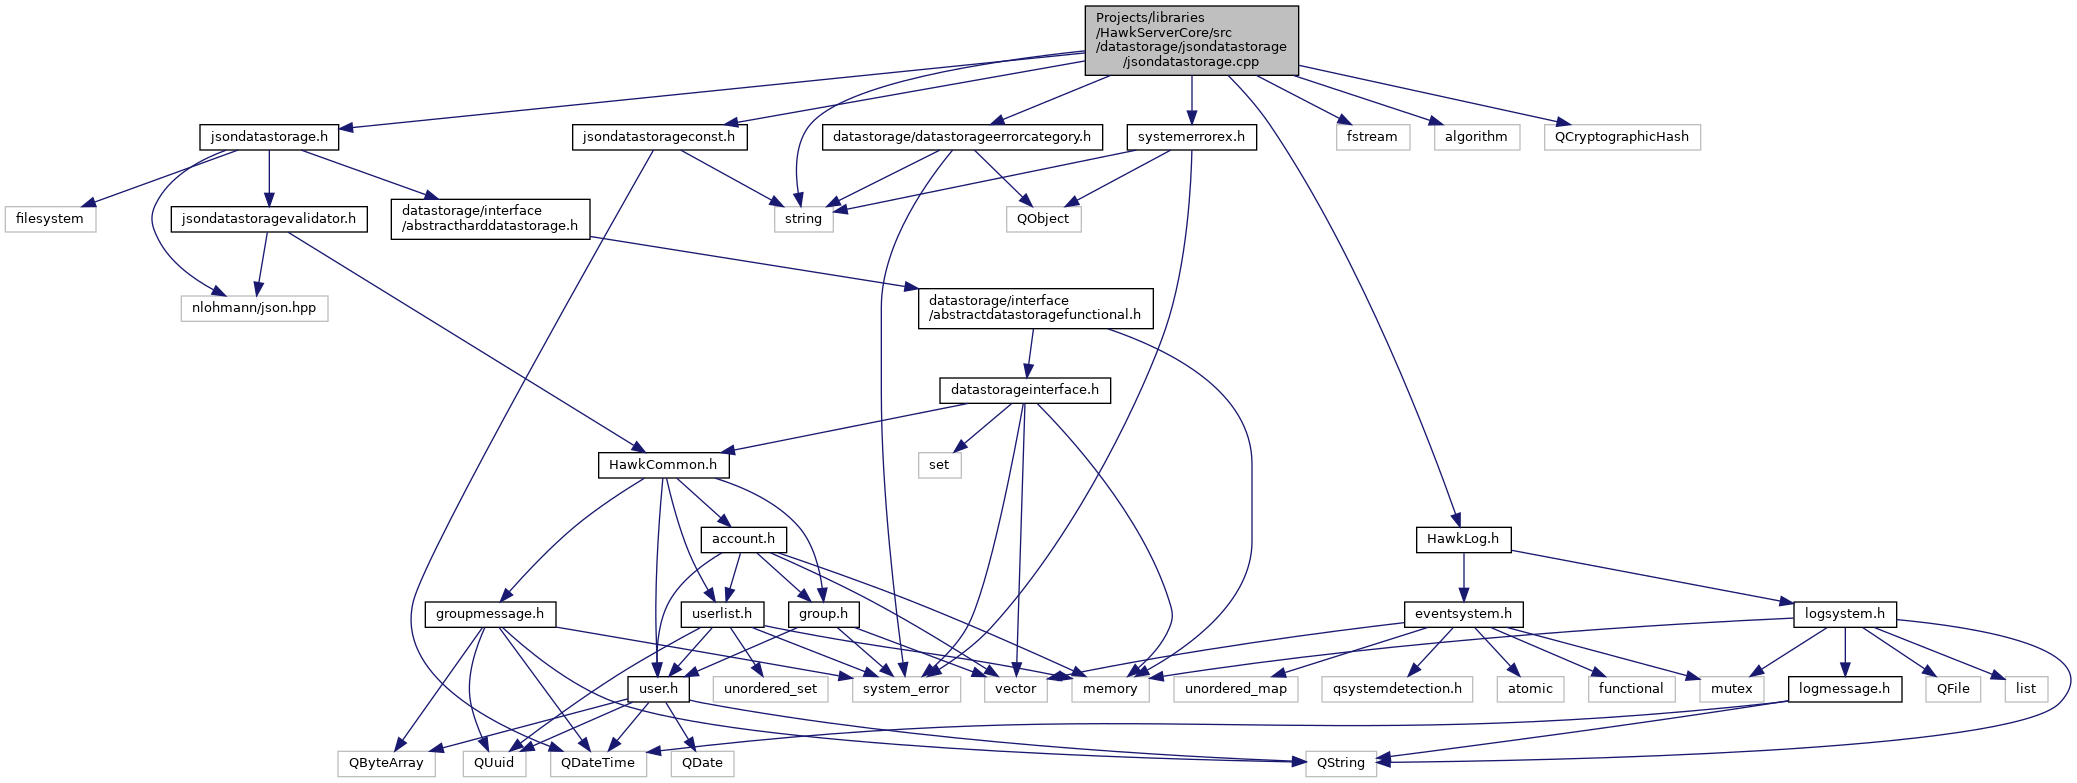 Projects/libraries
/HawkServerCore/src
/datastorage/jsondatastorage
/jsondatastorage.cpp
jsondatastorage.h
jsondatastorageconst.h
datastorage/datastorageerrorcategory.h
systemerrorex.h
fstream
algorithm
QCryptographicHash
filesystem
jsondatastoragevalidator.h
datastorage/interface
/abstractharddatastorage.h
string
QObject
nlohmann/json.hpp
datastorage/interface
/abstractdatastoragefunctional.h
datastorageinterface.h
HawkCommon.h
set
account.h
HawkLog.h
groupmessage.h
userlist.h
group.h
eventsystem.h
logsystem.h
user.h
unordered_set
system_error
vector
memory
unordered_map
qsystemdetection.h
atomic
functional
mutex
logmessage.h
QFile
list
QByteArray
QUuid
QDateTime
QDate
QString